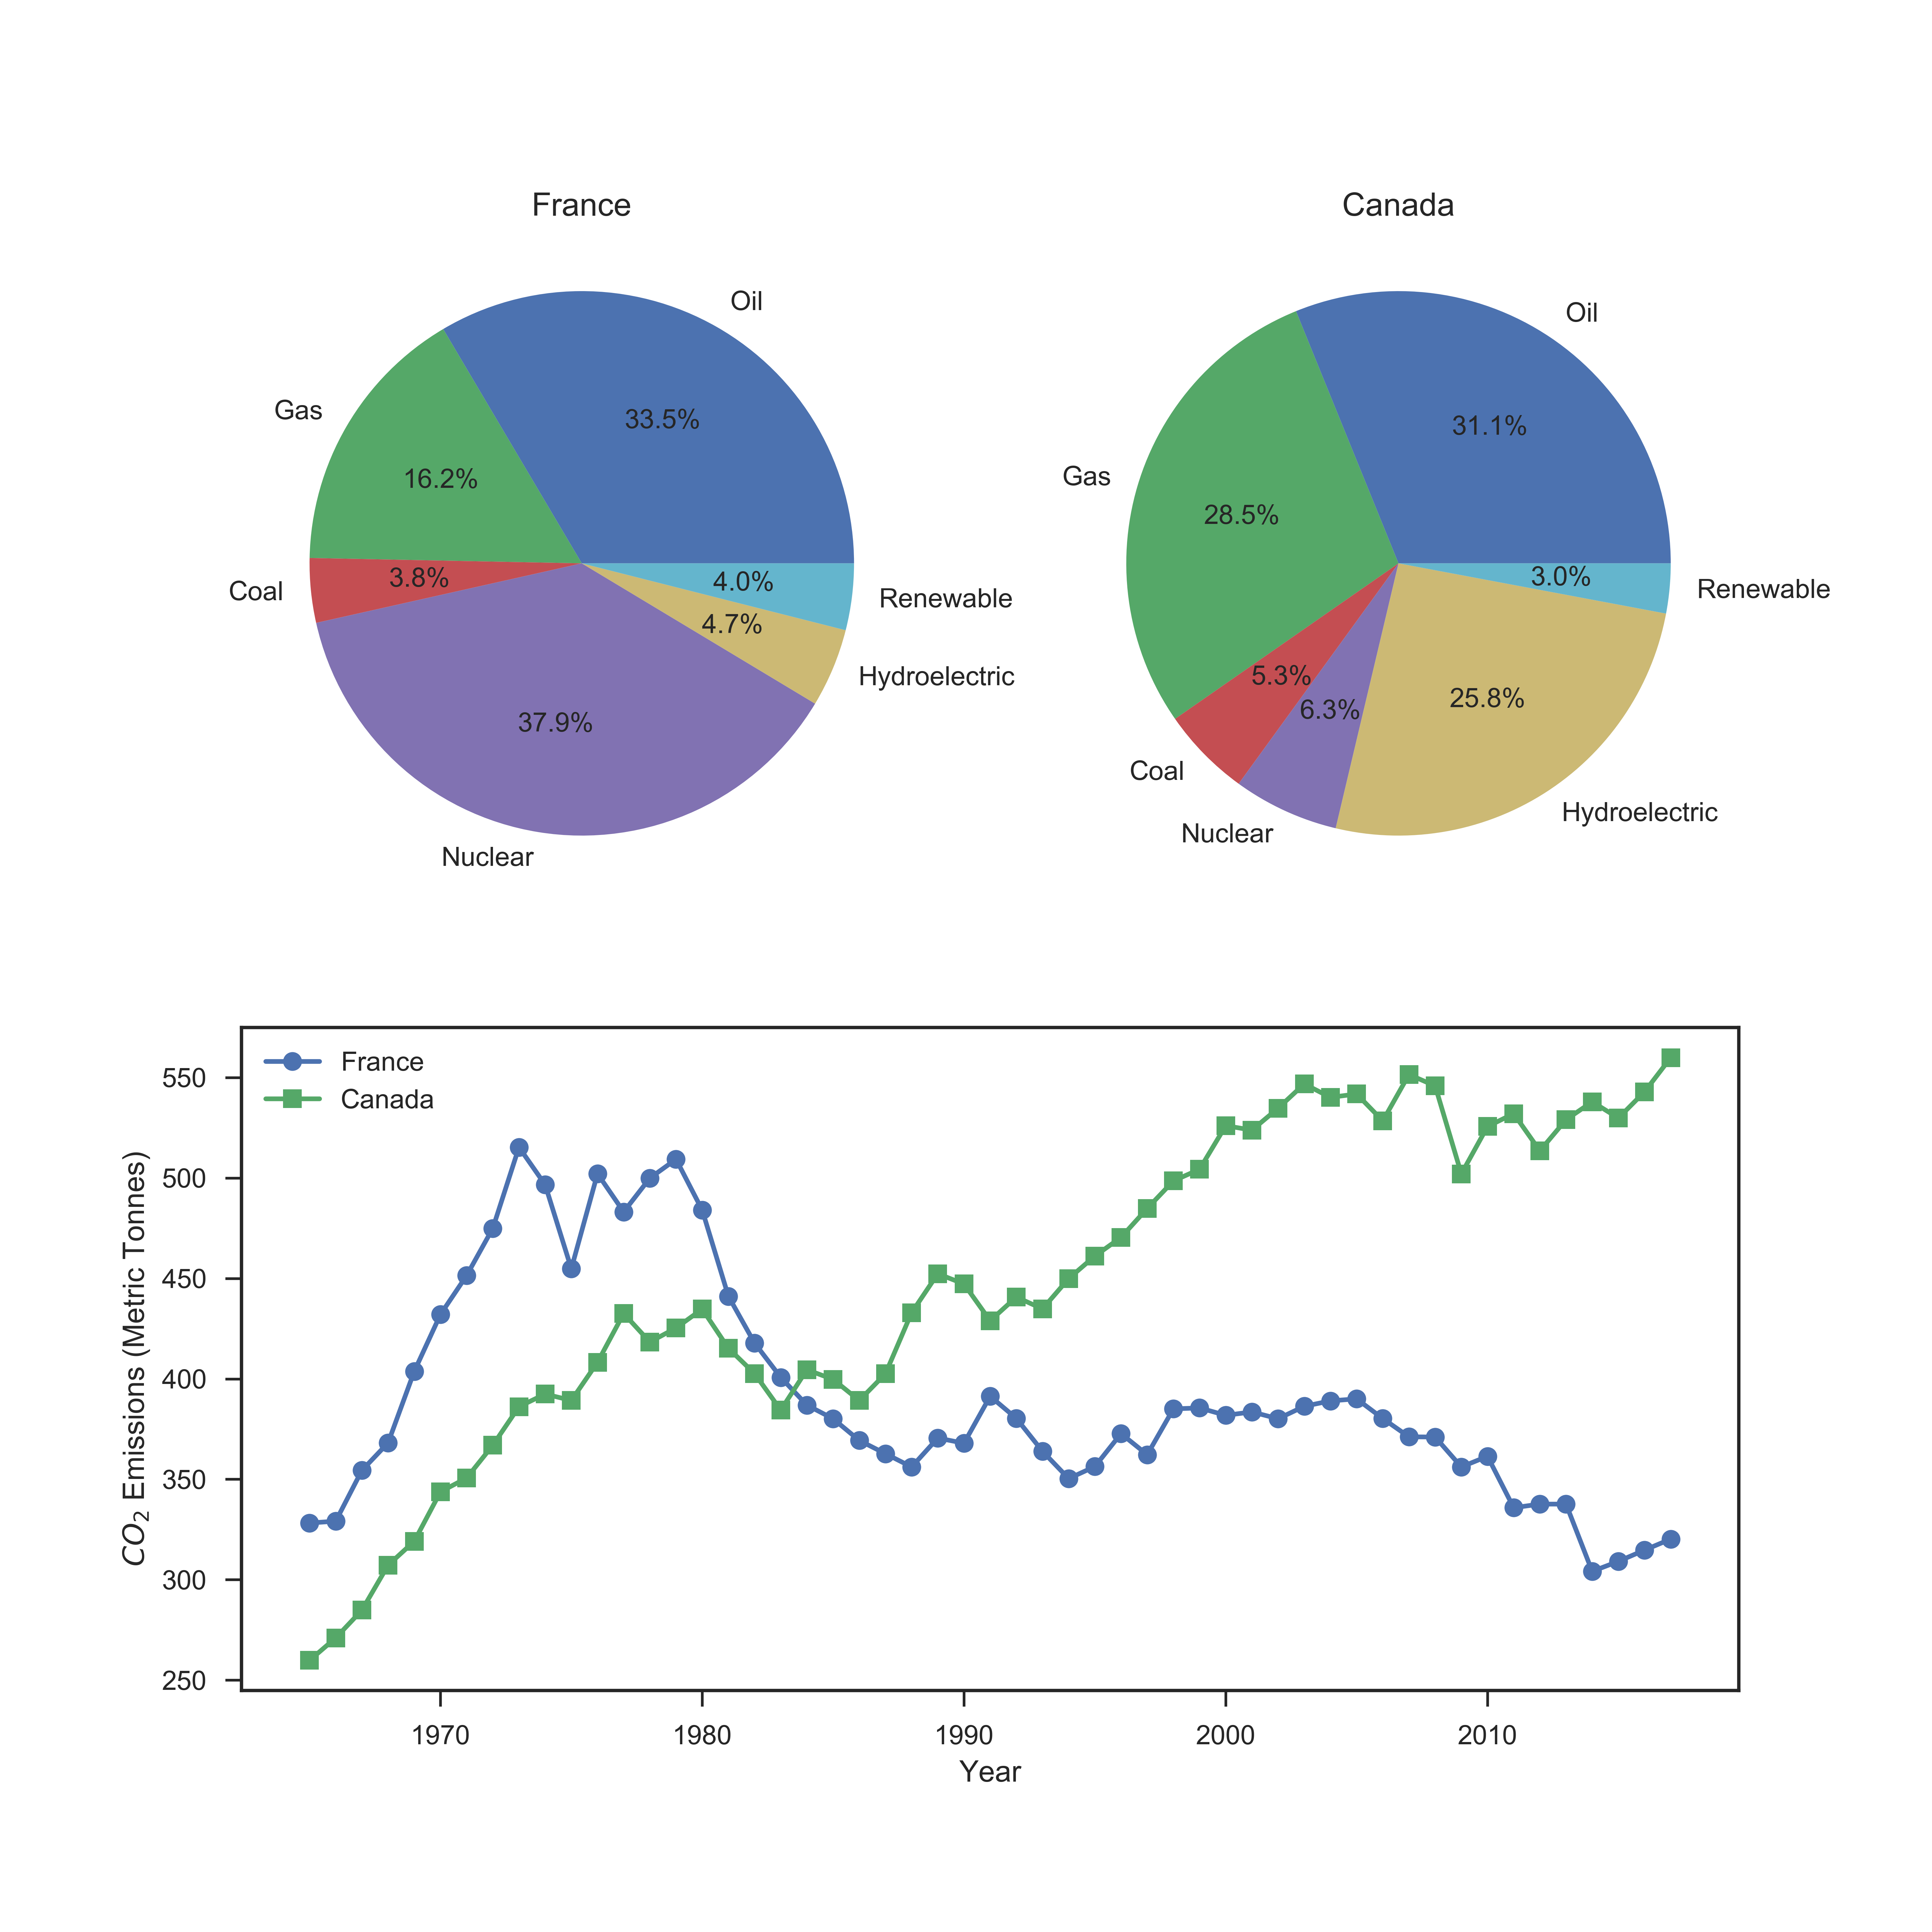 France
Canada
Oil
Oil
33.5%
31.1%
Gas
16.2%
Gas
28.5%
Coal
3.8%
4.0%
Renewable
3.0%
Renewable
4.7%
Hydroelectric
5.3%
6.3%
25.8%
37.9%
Coal
Nuclear
Hydroelectric
Nuclear
France
Canada
550
500
450
400
350
300
250
CO₂ Emissions (Metric Tonnes)
1970 1980 1990 2000 2010
Year